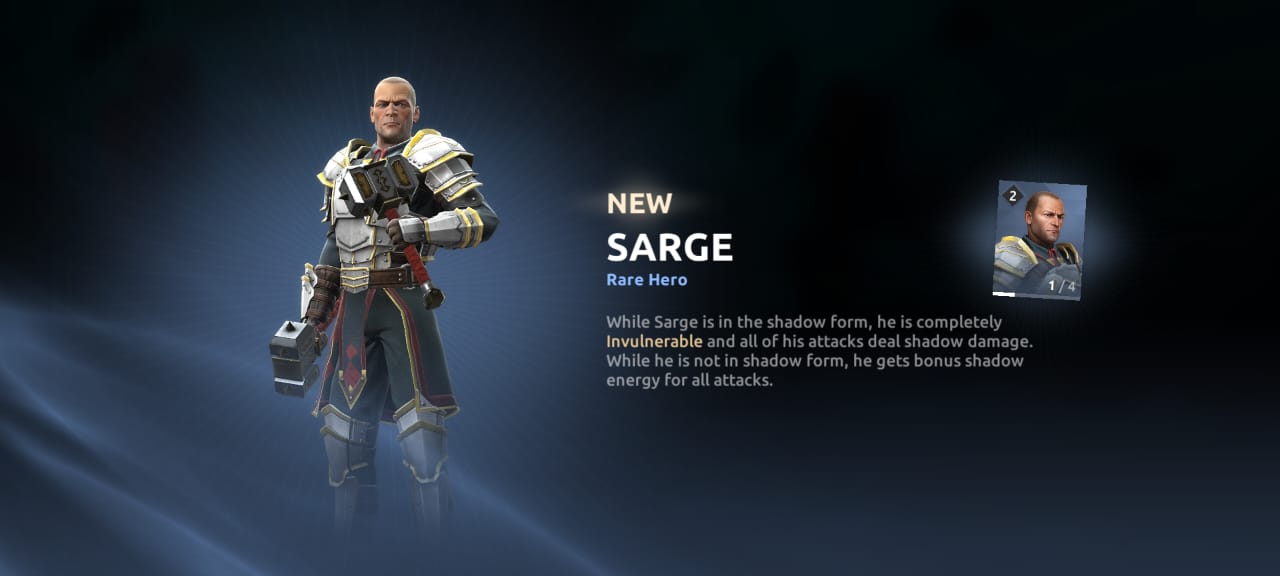 NEW
SARGE
Rare Hero
While Sarge is in the shadow form, he is completely
Invulnerable and all of his attacks deal shadow damage.
While he is not in shadow form, he gets bonus shadow
energy for all attacks.
2
1 / 4